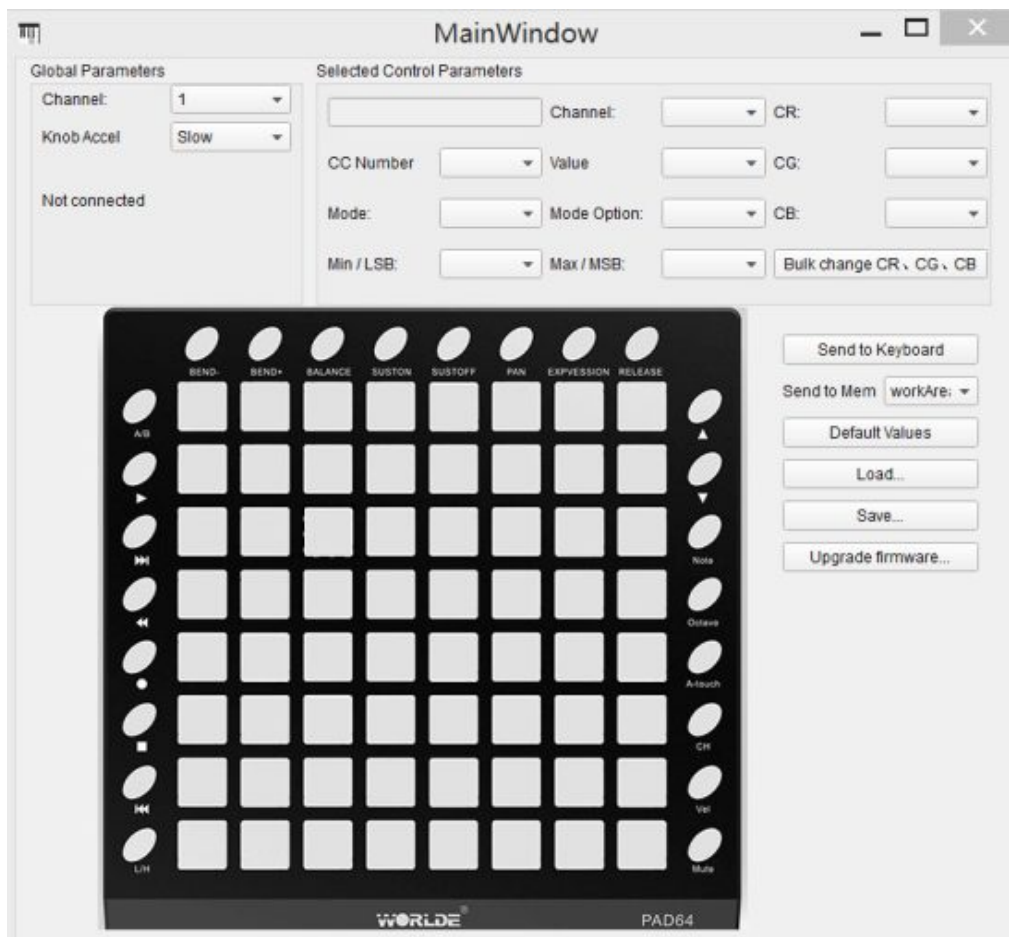 MainWindow
Global Parameters
Selected Control Parameters
Channel: 1
Knob Accel Slow
Not connected
Channel: CR:
CC Number Value CG:
Mode: Mode Option: CB:
Min / LSB: Max / MSB: Bulk change CR、CG、CB
BEND- BEND+ BALANCE SUSTON SUSTOFF PAN EXPVESSION RELEASE
A/B
Note
Octave
A-touch
CH
Vel
L/H Mute
WORLDE® PAD64
Send to Keyboard
Send to Mem workAre
Default Values
Load...
Save...
Upgrade firmware...